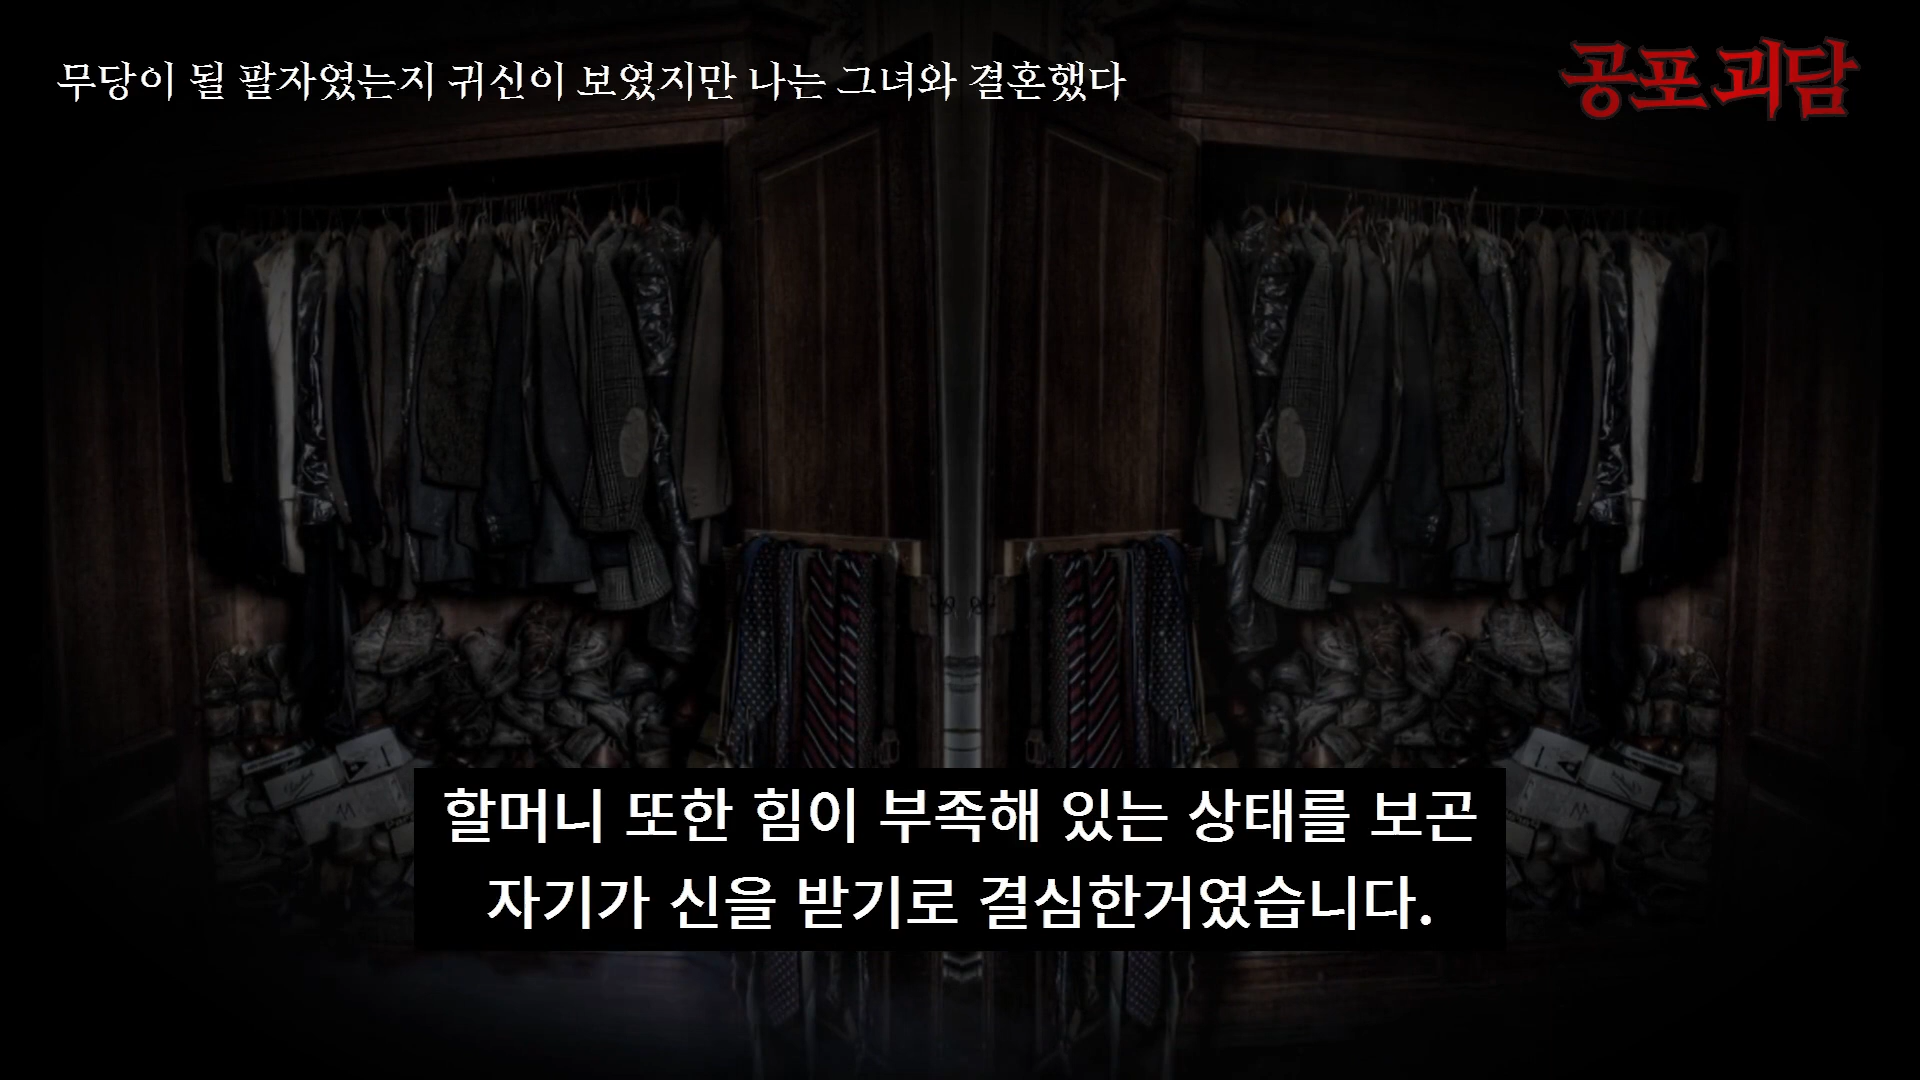 무당이 될 팔자였는지 귀신이 보였지만 나는 그녀와 결혼했다
공포괴담
할머니 또한 힘이 부족해 있는 상태를 보곤
자기가 신을 받기로 결심한거였습니다.